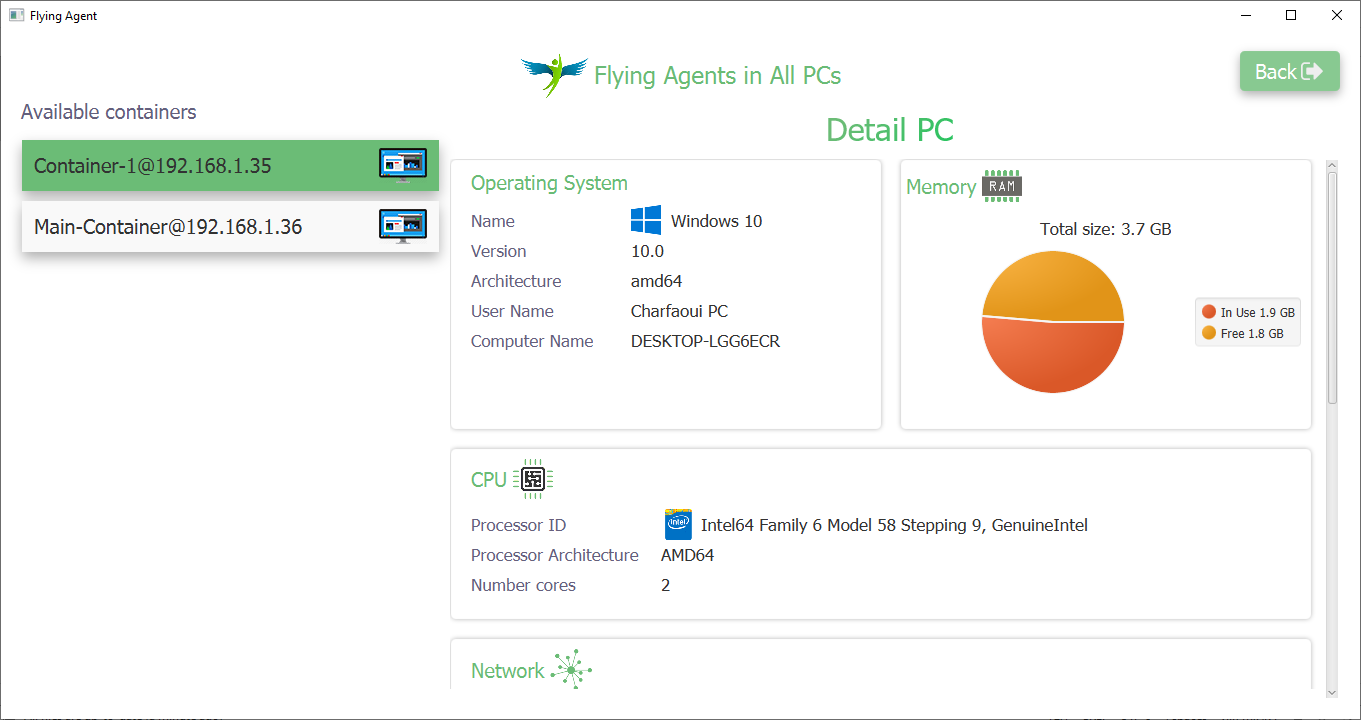 Flying Agent
Flying Agents in All PCs
Back
Available containers
Detail PC
Container-1@192.168.1.35
Main-Container@192.168.1.36
Operating System
Name Windows 10
Version 10.0
Architecture amd64
User Name Charfaoui PC
Computer Name DESKTOP-LGG6ECR
Memory RAM
Total size: 3.7 GB
In Use 1.9 GB
Free 1.8 GB
CPU
Processor ID intel Intel64 Family 6 Model 58 Stepping 9, GenuineIntel
Processor Architecture AMD64
Number cores 2
Network